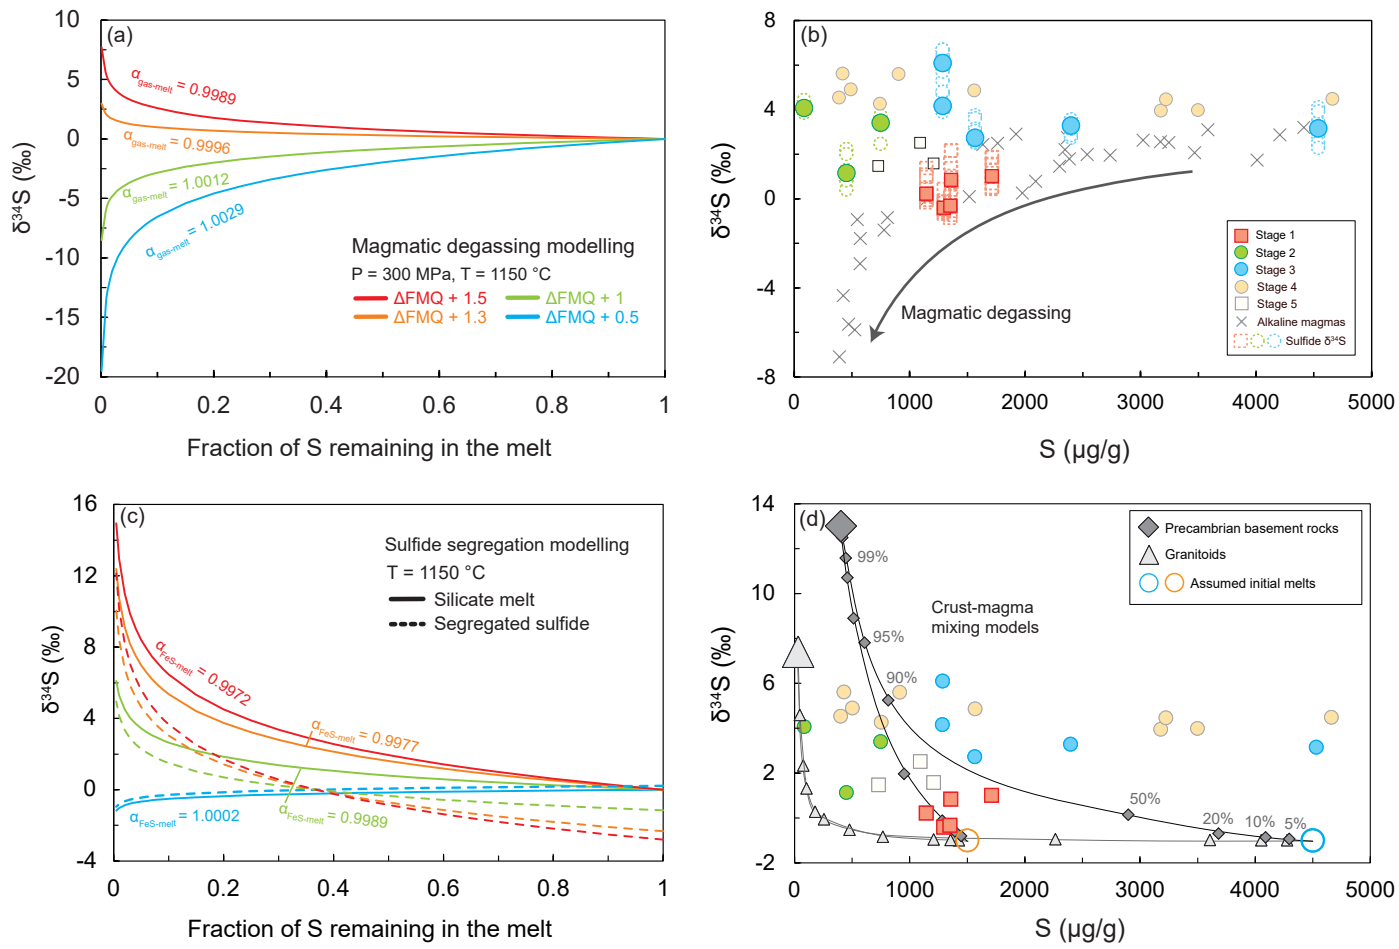 (a)
10
5
0
-5
-10
-15
-20
δ³⁴S (‰)
α gas-melt = 0.9989
α gas-melt = 0.9996
α gas-melt = 1.0012
α gas-melt = 1.0029
Magmatic degassing modelling
P = 300 MPa, T = 1150 °C
ΔFMQ + 1.5 ΔFMQ + 1
ΔFMQ + 1.3 ΔFMQ + 0.5
0 0.2 0.4 0.6 0.8 1
Fraction of S remaining in the melt
(b)
8
4
0
-4
-8
δ³⁴S (‰)
Magmatic degassing
Stage 1
Stage 2
Stage 3
Stage 4
Stage 5
Alkaline magmas
Sulfide δ³⁴S
0 1000 2000 3000 4000 5000
S (µg/g)
(c)
16
12
8
4
0
-4
δ³⁴S (‰)
Sulfide segregation modelling
T = 1150 °C
Silicate melt
Segregated sulfide
α FeS-melt = 0.9972
α FeS-melt = 0.9977
α FeS-melt = 1.0002
α FeS-melt = 0.9989
0 0.2 0.4 0.6 0.8 1
Fraction of S remaining in the melt
(d)
14
10
6
2
-2
δ³⁴S (‰)
Precambrian basement rocks
Granitoids
Assumed initial melts
99%
Crust-magma
mixing models
95%
90%
50%
20% 10% 5%
0 1000 2000 3000 4000 5000
S (µg/g)